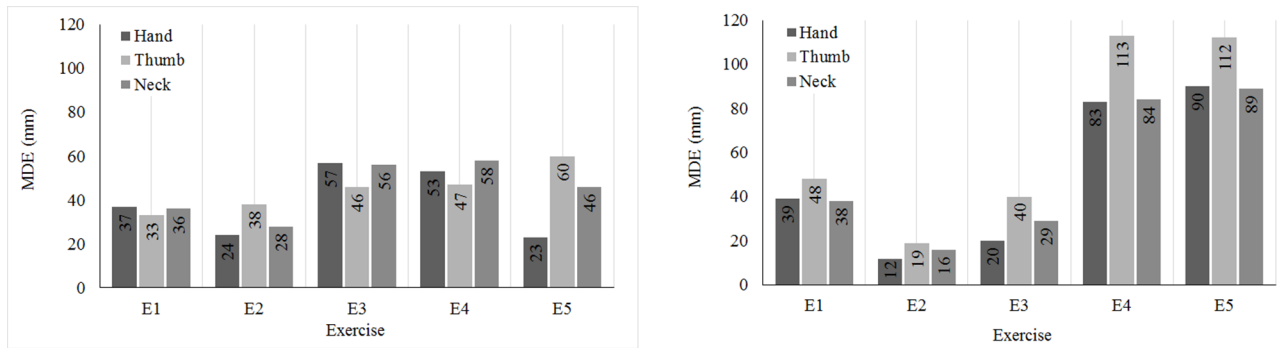 120
100
80
60
40
20
0
MDE (mm)
Hand
Thumb
Neck
37
33
36
24
38
28
57
46
56
53
47
58
23
60
46
E1
E2
E3
E4
E5
Exercise
120
100
80
60
40
20
0
MDE (mm)
Hand
Thumb
Neck
39
48
38
12
19
16
20
40
29
83
113
84
90
112
89
E1
E2
E3
E4
E5
Exercise